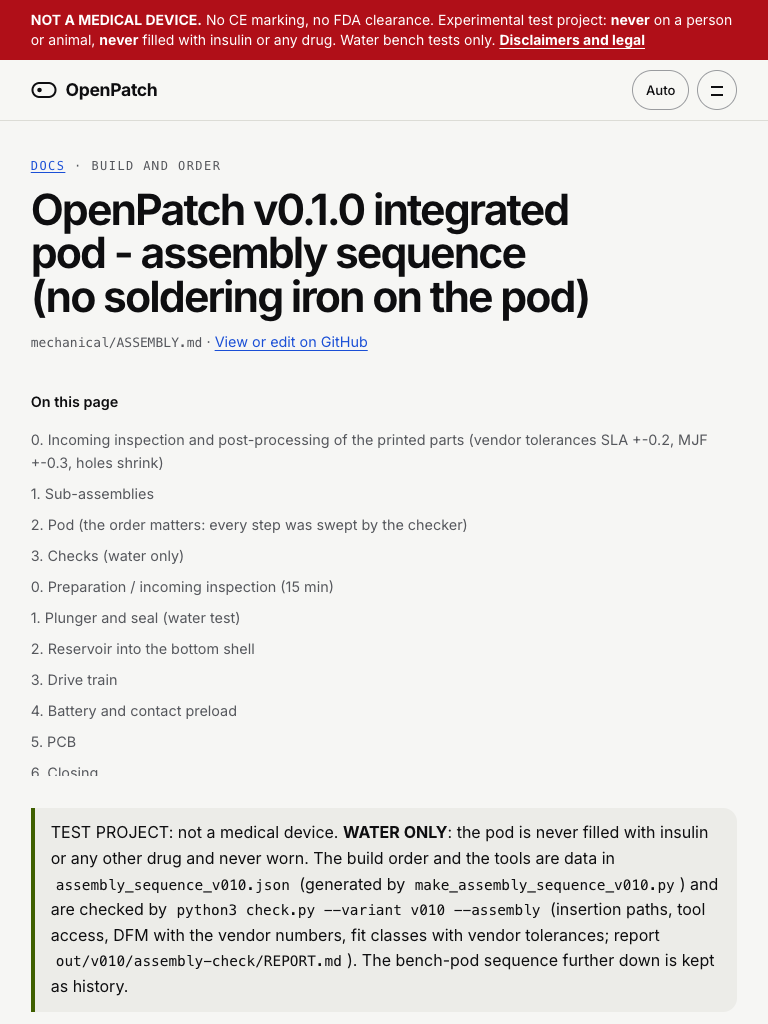 NOT A MEDICAL DEVICE. No CE marking, no FDA clearance. Experimental test project: never on a person
or animal, never filled with insulin or any drug. Water bench tests only. Disclaimers and legal
OpenPatch
Auto
DOCS · BUILD AND ORDER
OpenPatch v0.1.0 integrated
pod - assembly sequence
(no soldering iron on the pod)
mechanical/ASSEMBLY.md · View or edit on GitHub
On this page
0. Incoming inspection and post-processing of the printed parts (vendor tolerances SLA +-0.2, MJF
+-0.3, holes shrink)
1. Sub-assemblies
2. Pod (the order matters: every step was swept by the checker)
3. Checks (water only)
0. Preparation / incoming inspection (15 min)
1. Plunger and seal (water test)
2. Reservoir into the bottom shell
3. Drive train
4. Battery and contact preload
5. PCB
6. Closing
TEST PROJECT: not a medical device. WATER ONLY: the pod is never filled with insulin
or any other drug and never worn. The build order and the tools are data in
assembly_sequence_v010.json (generated by make_assembly_sequence_v010.py) and
are checked by python3 check.py --variant v010 --assembly (insertion paths, tool
access, DFM with the vendor numbers, fit classes with vendor tolerances; report
out/v010/assembly-check/REPORT.md). The bench-pod sequence further down is kept
as history.